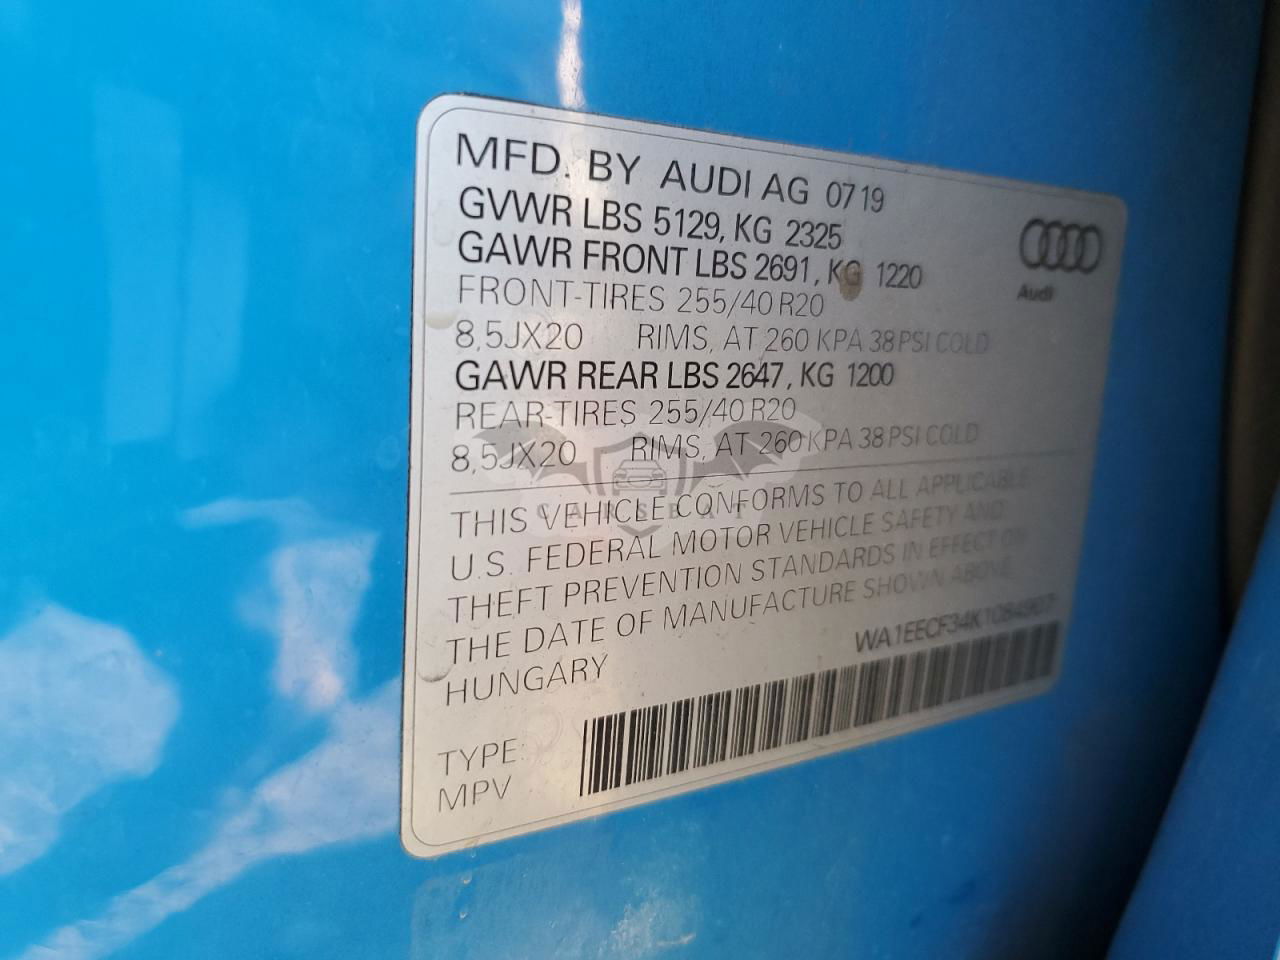 MFD. BY AUDI AG 0719
GVWR LBS 5129, KG 2325
GAWR FRONT LBS 2691, KG 1220
FRONT-TIRES 255/40 R20
8,5JX20 RIMS, AT 260 KPA 38 PSI COLD
GAWR REAR LBS 2647, KG 1200
REAR-TIRES 255/40 R20
8,5JX20 RIMS, AT 260 KPA 38 PSI COLD
Audi
CARSBAT
THIS VEHICLE CONFORMS TO ALL APPLICABLE
U.S. FEDERAL MOTOR VEHICLE SAFETY AND
THEFT PREVENTION STANDARDS IN EFFECT ON
THE DATE OF MANUFACTURE SHOWN ABOVE
HUNGARY
WA1EECF34K1084907
TYPE:
MPV